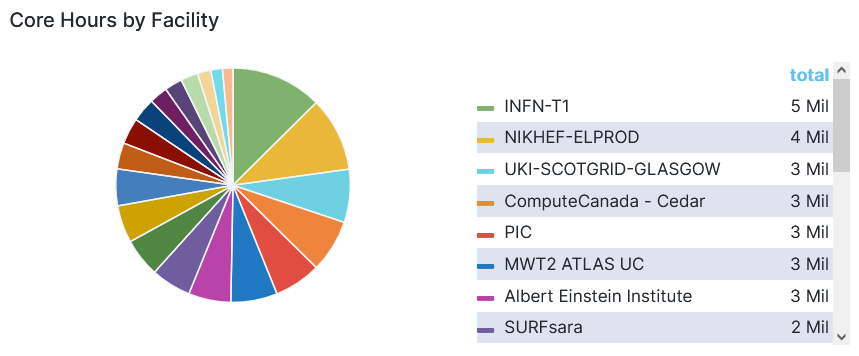 Core Hours by Facility
total
INFN-T1 5 Mil
NIKHEF-ELPROD 4 Mil
UKI-SCOTGRID-GLASGOW 3 Mil
ComputeCanada - Cedar 3 Mil
PIC 3 Mil
MWT2 ATLAS UC 3 Mil
Albert Einstein Institute 3 Mil
SURFsara 2 Mil